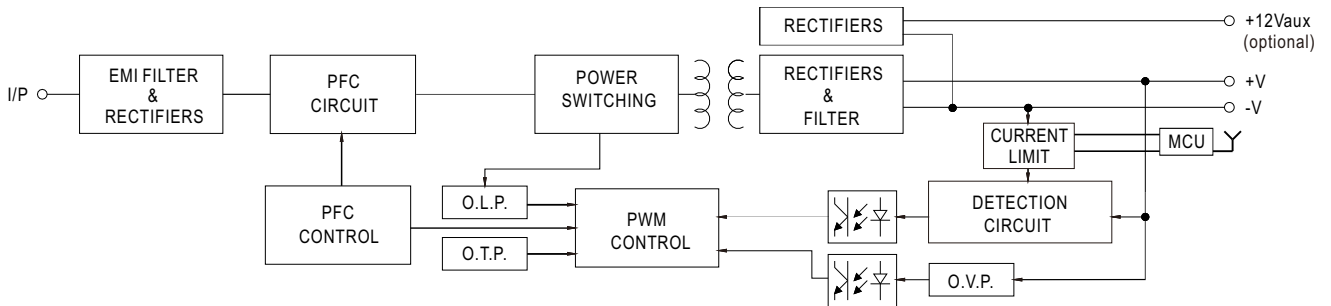 RECTIFIERS
+12Vaux
(optional)
I/P
EMI FILTER
&
RECTIFIERS
PFC
CIRCUIT
POWER
SWITCHING
RECTIFIERS
&
FILTER
+V
-V
CURRENT
LIMIT
MCU
PFC
CONTROL
O.L.P.
O.T.P.
PWM
CONTROL
DETECTION
CIRCUIT
O.V.P.